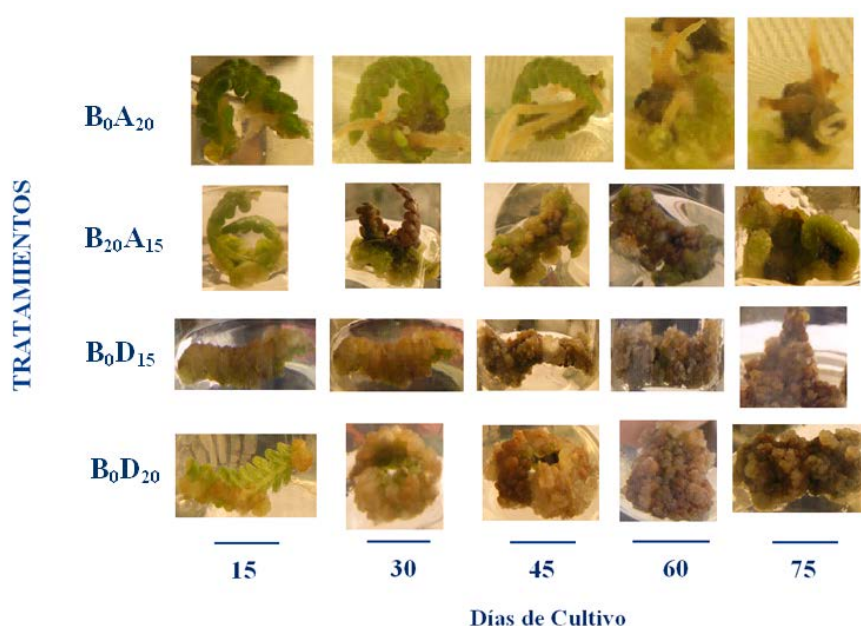 TRATAMIENTOS
B₀A₂₀
B₂₀A₁₅
B₀D₁₅
B₀D₂₀
15 30 45 60 75
Días de Cultivo